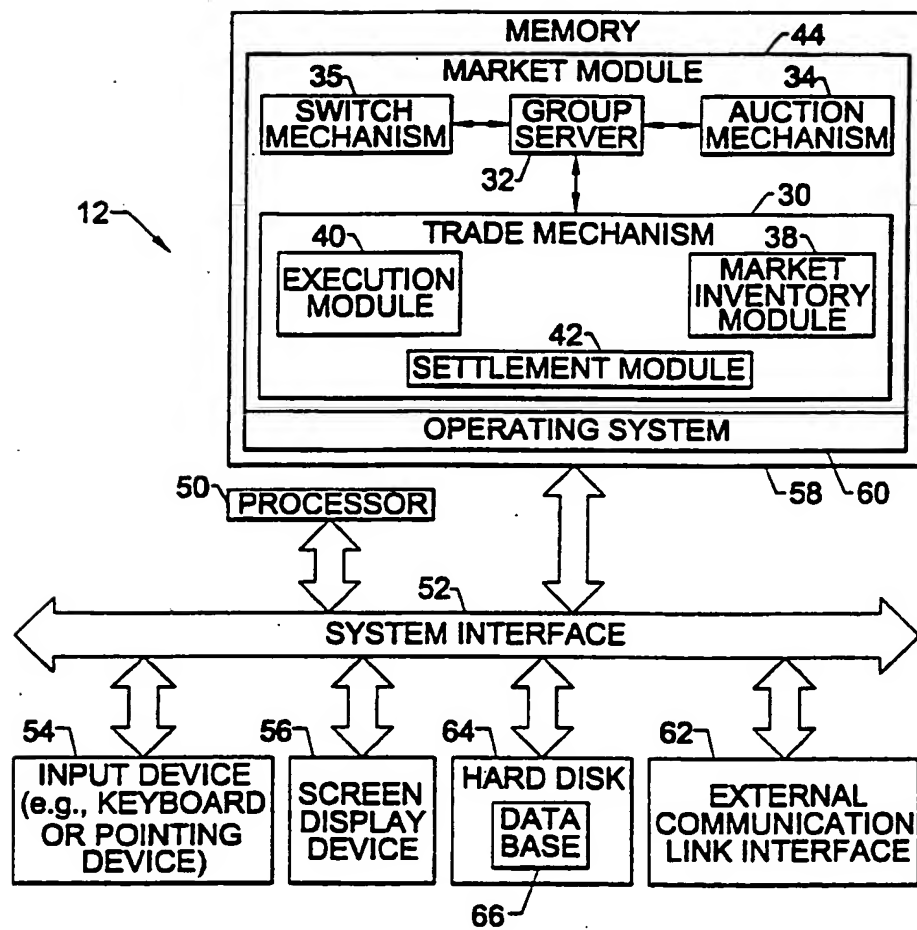 MEMORY
44
MARKET MODULE
35
SWITCH
MECHANISM
GROUP
SERVER
32
34
AUCTION
MECHANISM
12
30
TRADE MECHANISM
40
EXECUTION
MODULE
38
MARKET
INVENTORY
MODULE
42
SETTLEMENT MODULE
OPERATING SYSTEM
58
60
50
PROCESSOR
52
SYSTEM INTERFACE
54
INPUT DEVICE
(e.g., KEYBOARD
OR POINTING
DEVICE)
56
SCREEN
DISPLAY
DEVICE
64
HARD DISK
DATA
BASE
66
62
EXTERNAL
COMMUNICATION
LINK INTERFACE